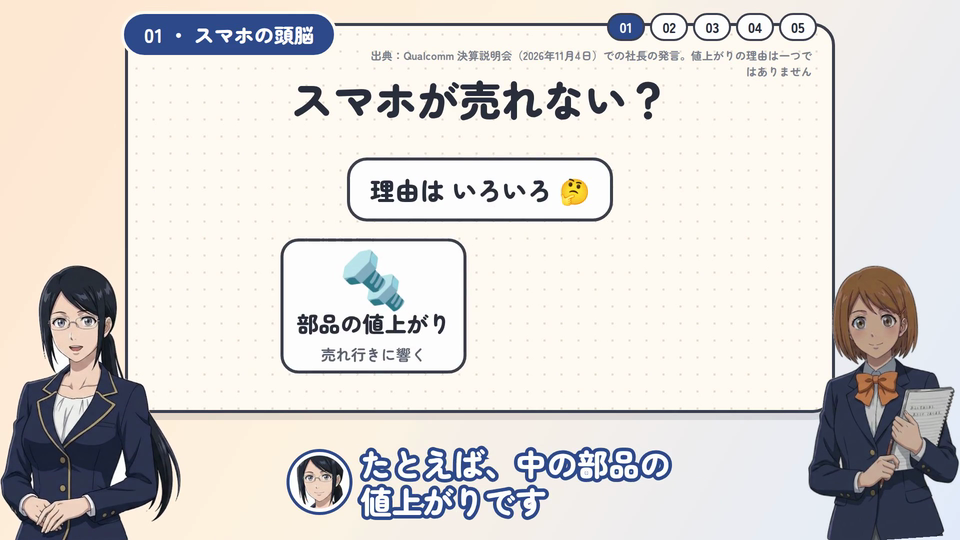 01 • スマホの頭脳
01 02 03 04 05
出典：Qualcomm 決算説明会（2026年11月4日）での社長の発言。値上がりの理由は一つで
はありません
スマホが売れない？
理由は いろいろ 🤔
部品の値上がり
売れ行きに響く
たとえば、中の部品の
値上がりです